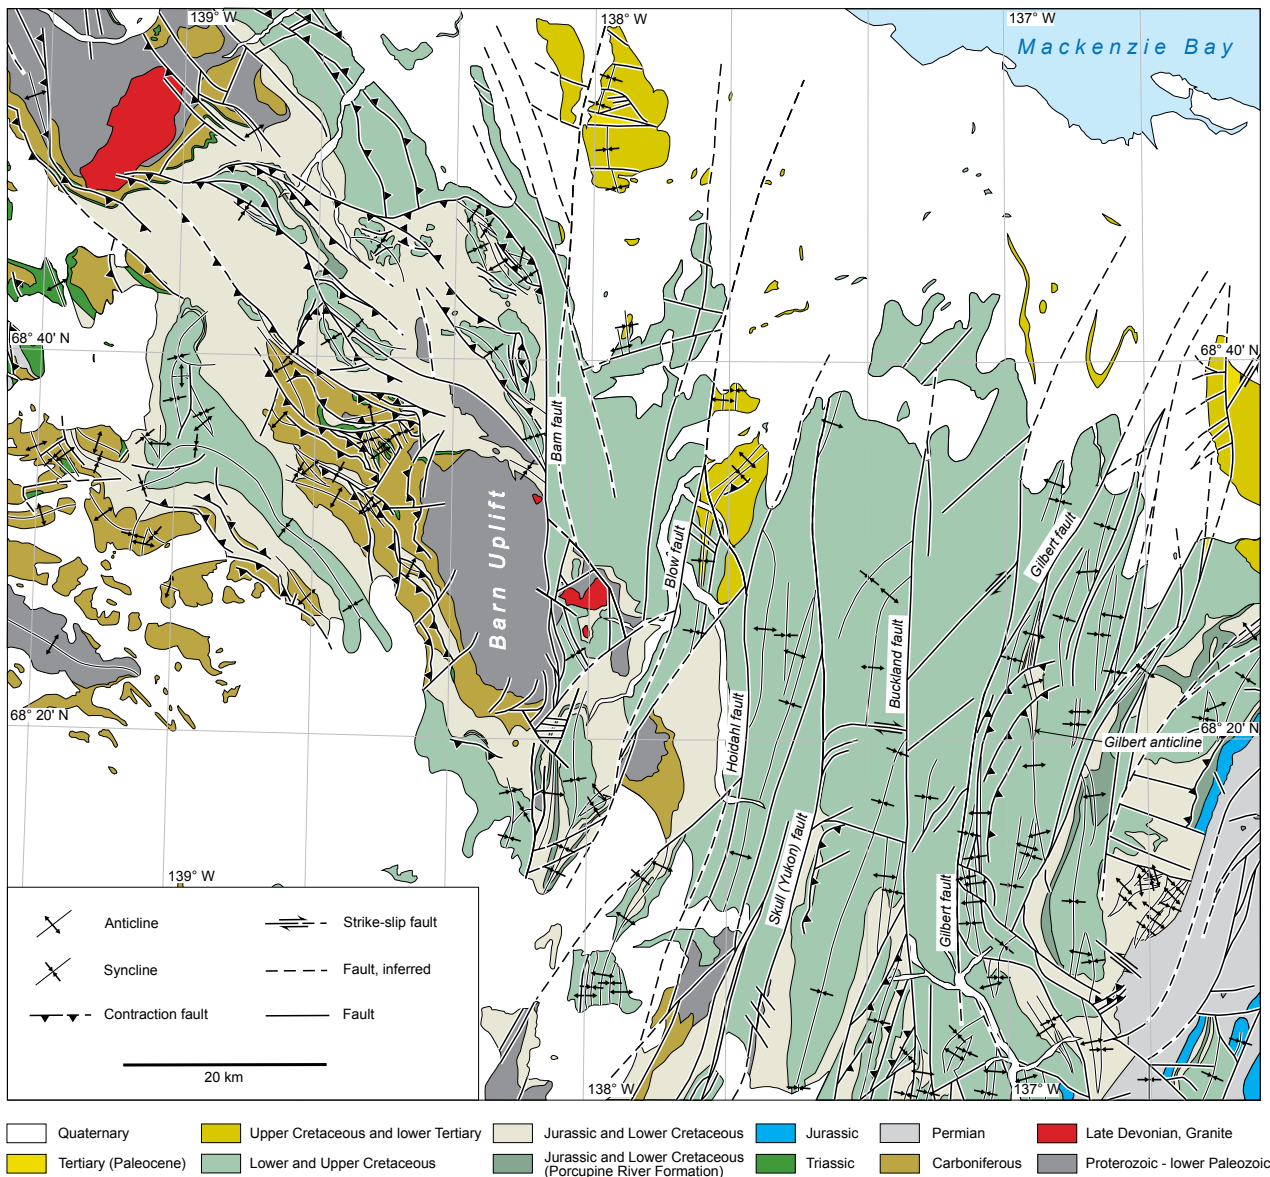 139° W
138° W
137° W
Mackenzie Bay
68° 40' N
68° 40' N
Barn fault
Barn Uplift
Blow fault
Gilbert fault
Buckland fault
Hoidahl fault
68° 20' N
68° 20' N
Gilbert anticline
Skull (Yukon) fault
Gilbert fault
139° W
Anticline
Strike-slip fault
Syncline
Fault, inferred
Contraction fault
Fault
20 km
138° W
137° W
Quaternary
Upper Cretaceous and lower Tertiary
Jurassic and Lower Cretaceous
Jurassic
Permian
Late Devonian, Granite
Tertiary (Paleocene)
Lower and Upper Cretaceous
Jurassic and Lower Cretaceous
(Porcupine River Formation)
Triassic
Carboniferous
Proterozoic - lower Paleozoic